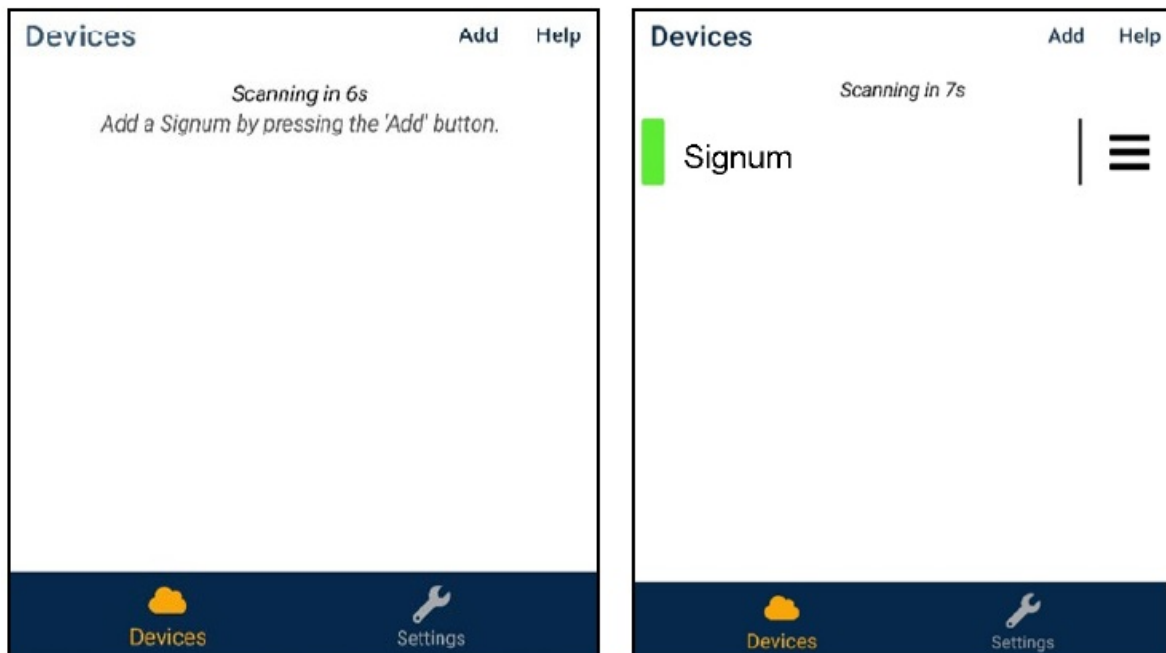 Devices Add Help
Scanning in 6s
Add a Signum by pressing the 'Add' button.
Devices Settings
Devices Add Help
Scanning in 7s
Signum
Devices Settings